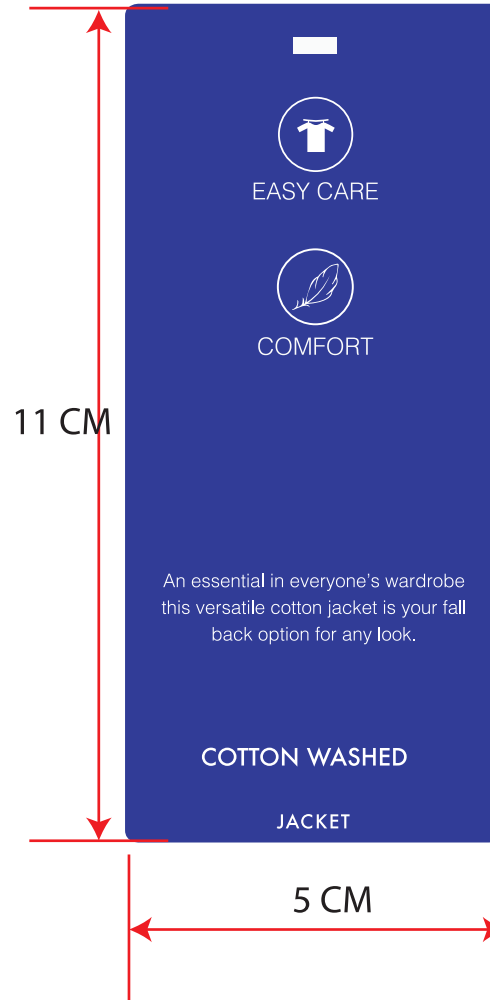 EASY CARE
COMFORT
11 CM
An essential in everyone’s wardrobe
this versatile cotton jacket is your fall
back option for any look.
COTTON WASHED
JACKET
5 CM